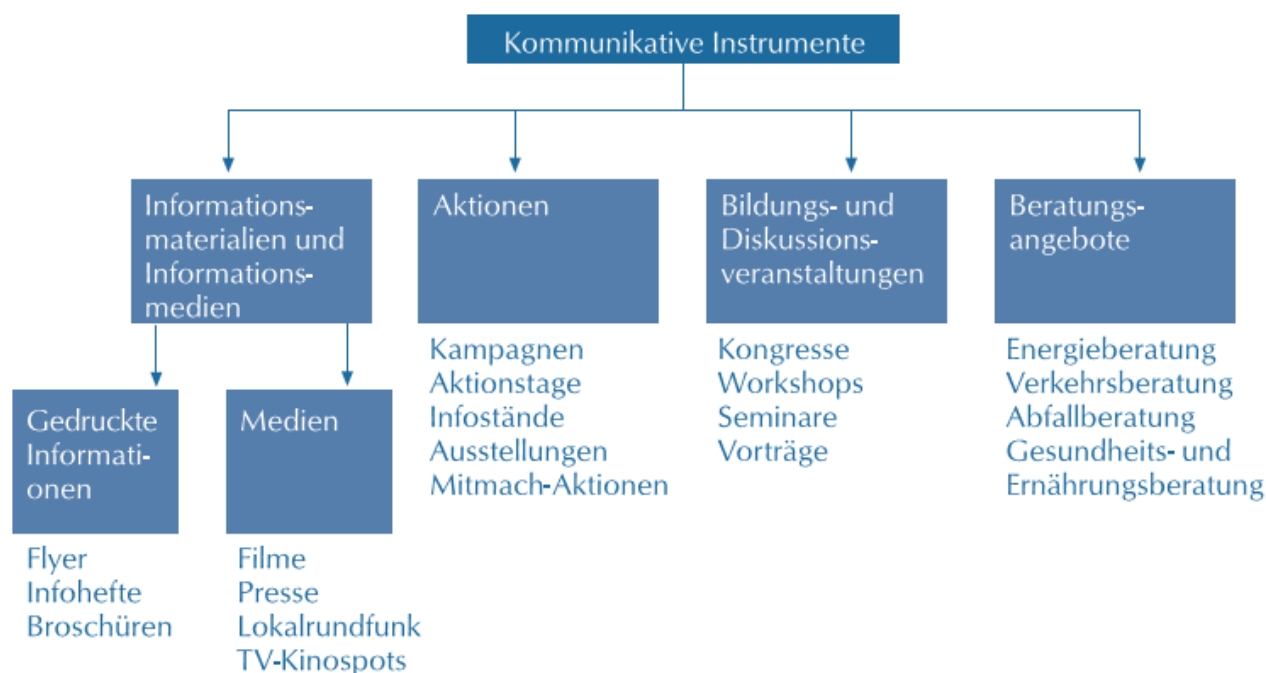 Kommunikative Instrumente
Informations-
materialien und
Informations-
medien
Aktionen
Bildungs- und
Diskussions-
veranstaltungen
Beratungs-
angebote
Gedruckte
Informati-
onen
Flyer
Infohefte
Broschüren
Medien
Filme
Presse
Lokalrundfunk
TV-Kinospots
Kampagnen
Aktionstage
Infostände
Ausstellungen
Mitmach-Aktionen
Kongresse
Workshops
Seminare
Vorträge
Energieberatung
Verkehrsberatung
Abfallberatung
Gesundheits- und
Ernährungsberatung